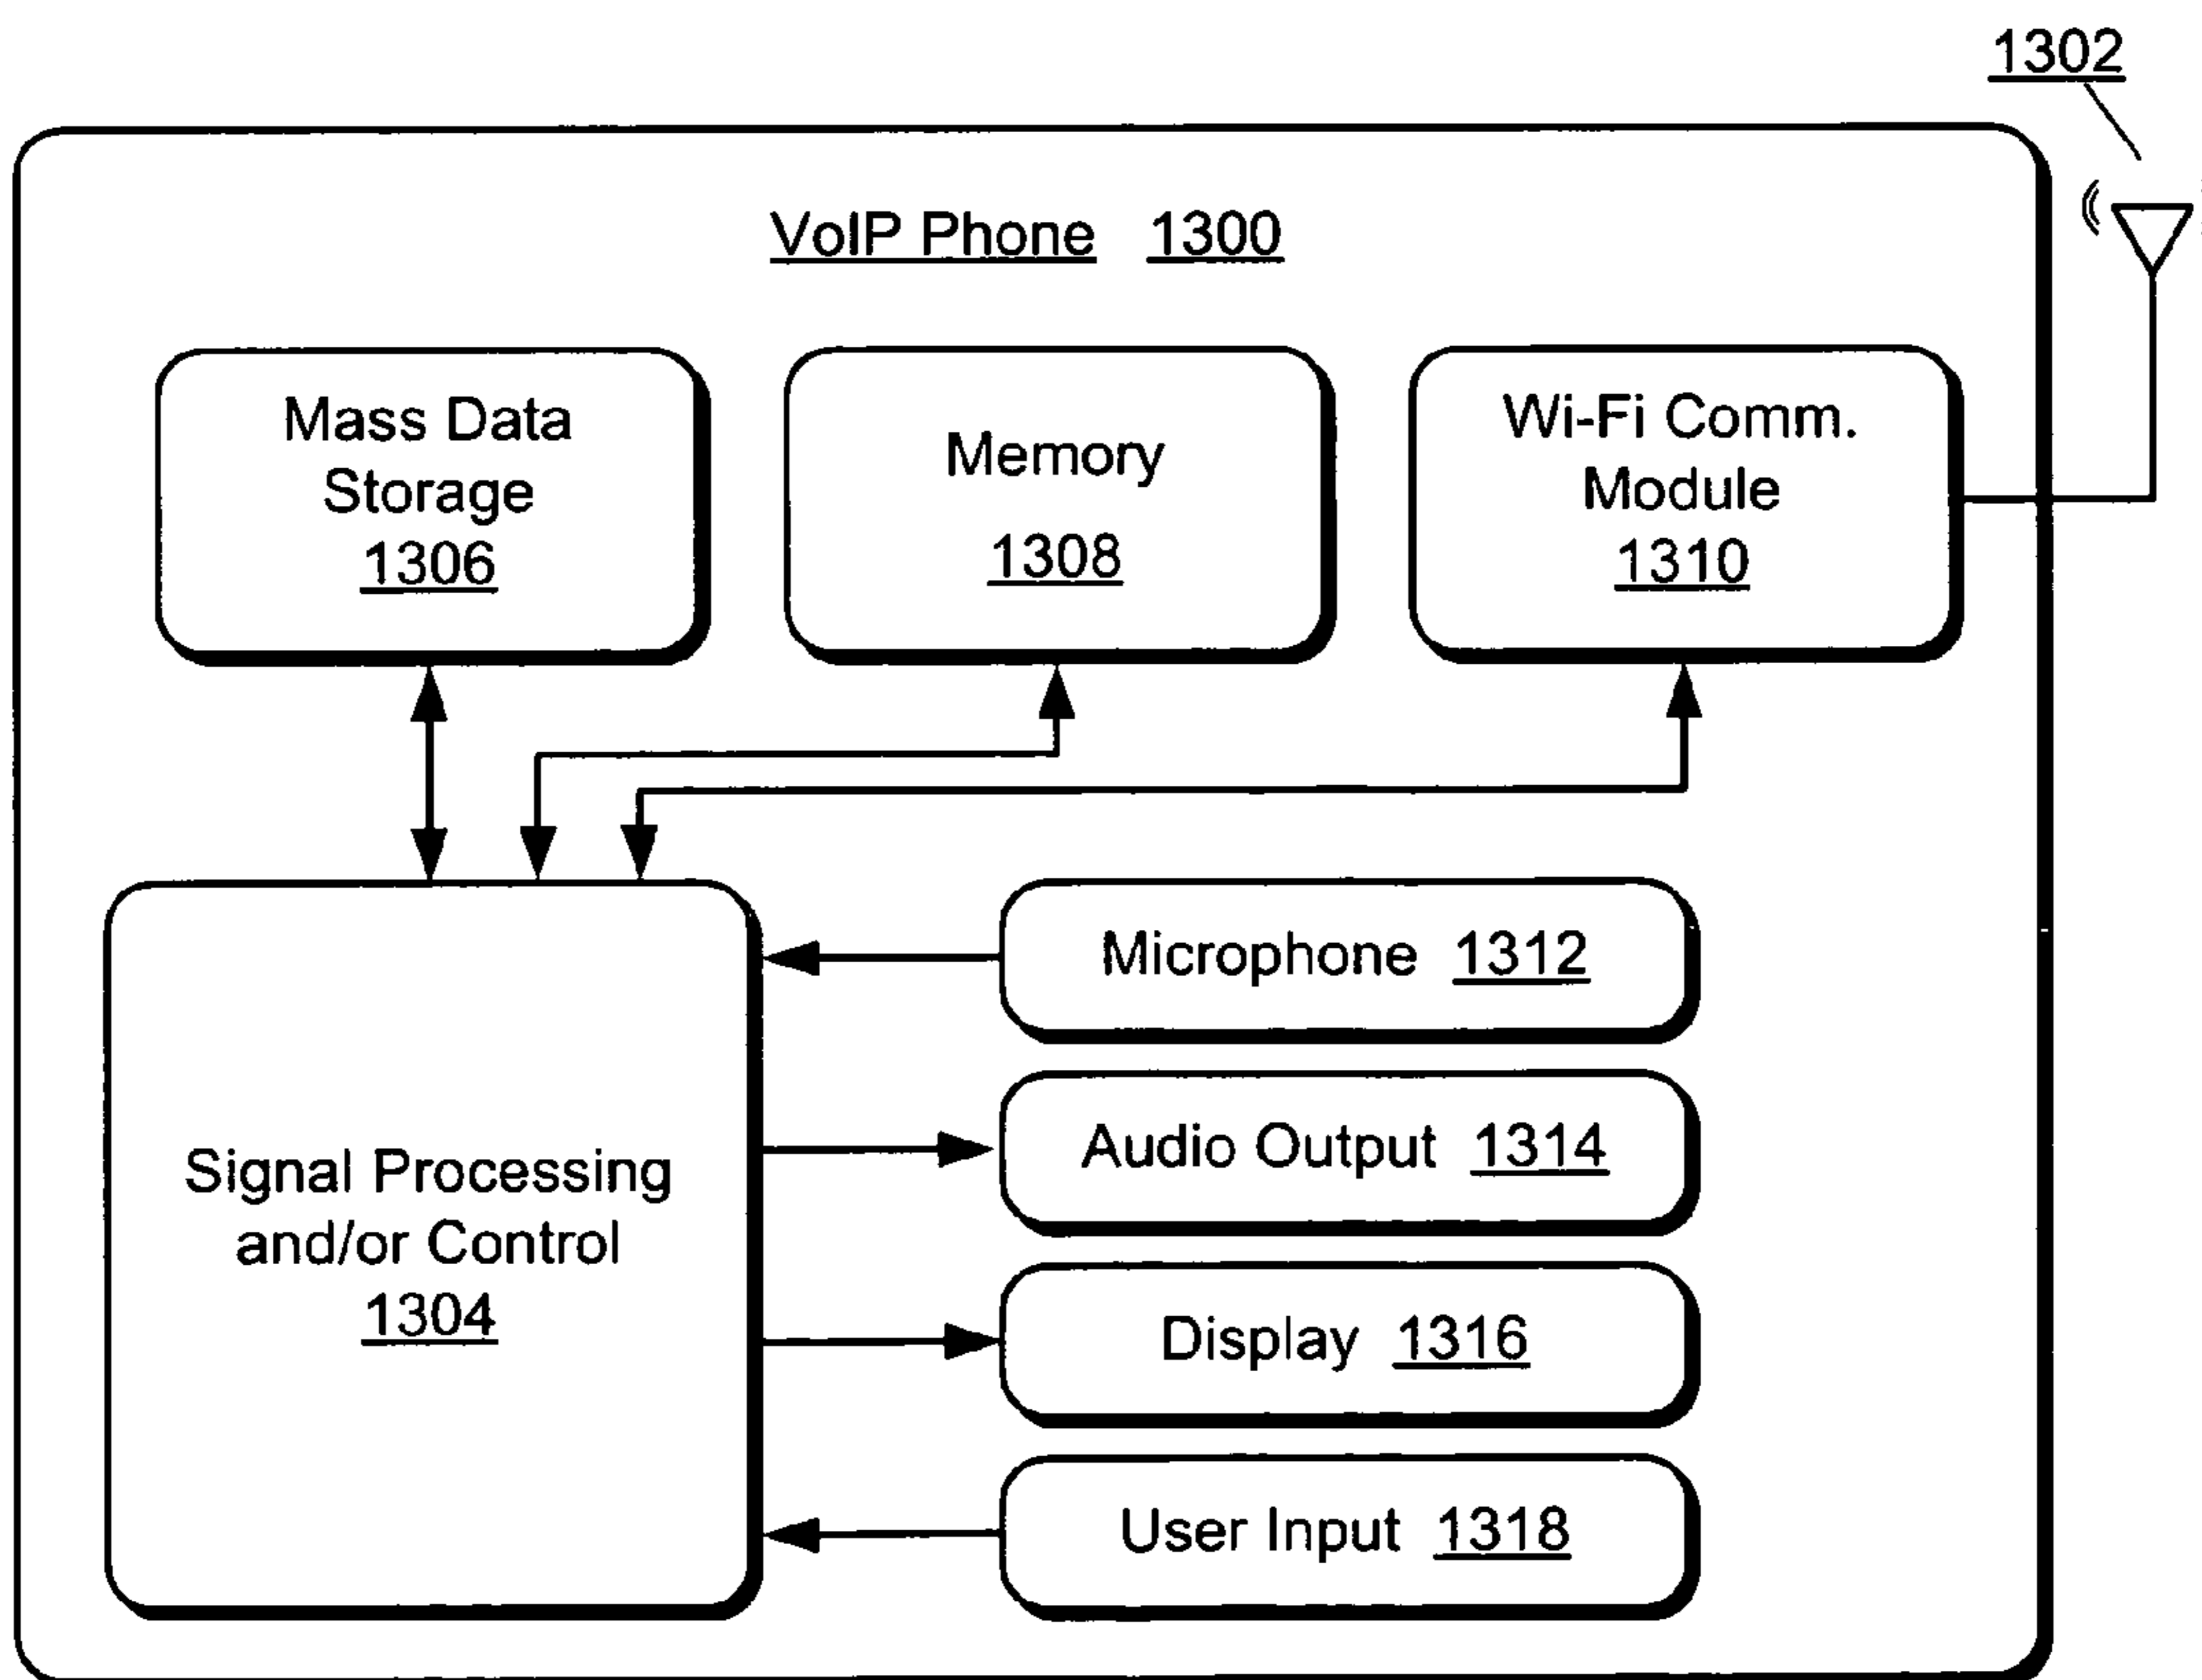 1302
VoIP Phone 1300
Mass Data
Storage
1306
Memory
1308
Wi-Fi Comm.
Module
1310
Signal Processing
and/or Control
1304
Microphone 1312
Audio Output 1314
Display 1316
User Input 1318